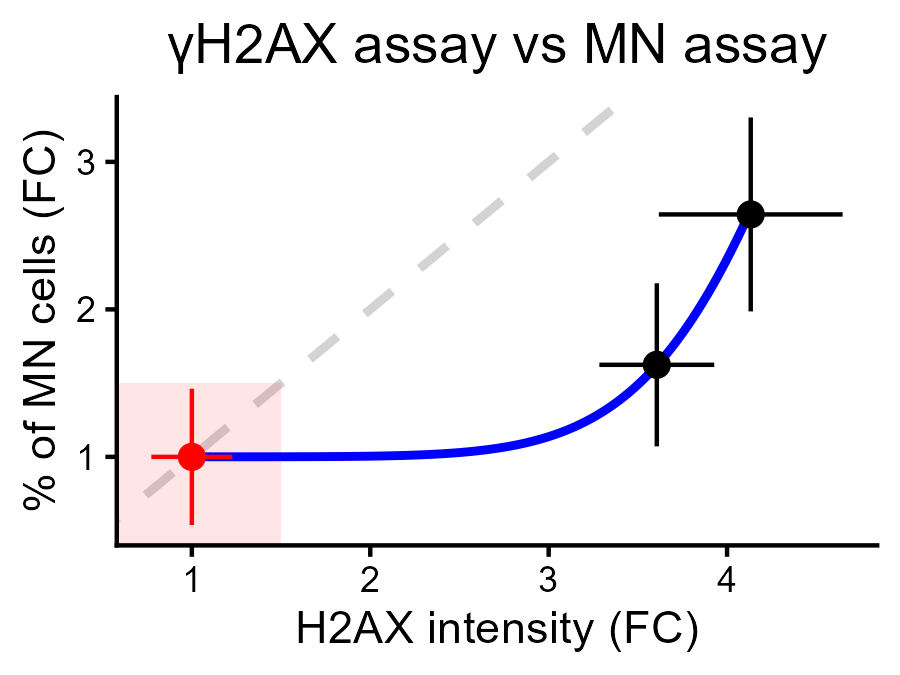 γH2AX assay vs MN assay
% of MN cells (FC)
3
2
1
1 2 3 4
H2AX intensity (FC)